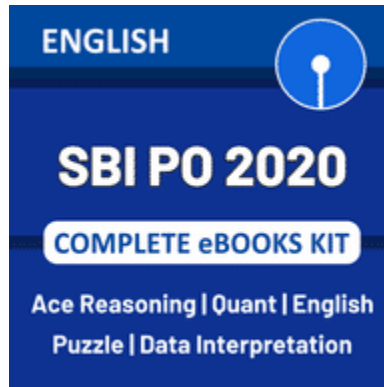 ENGLISH
SBI PO 2020
COMPLETE eBOOKS KIT
Ace Reasoning | Quant | English
Puzzle | Data Interpretation